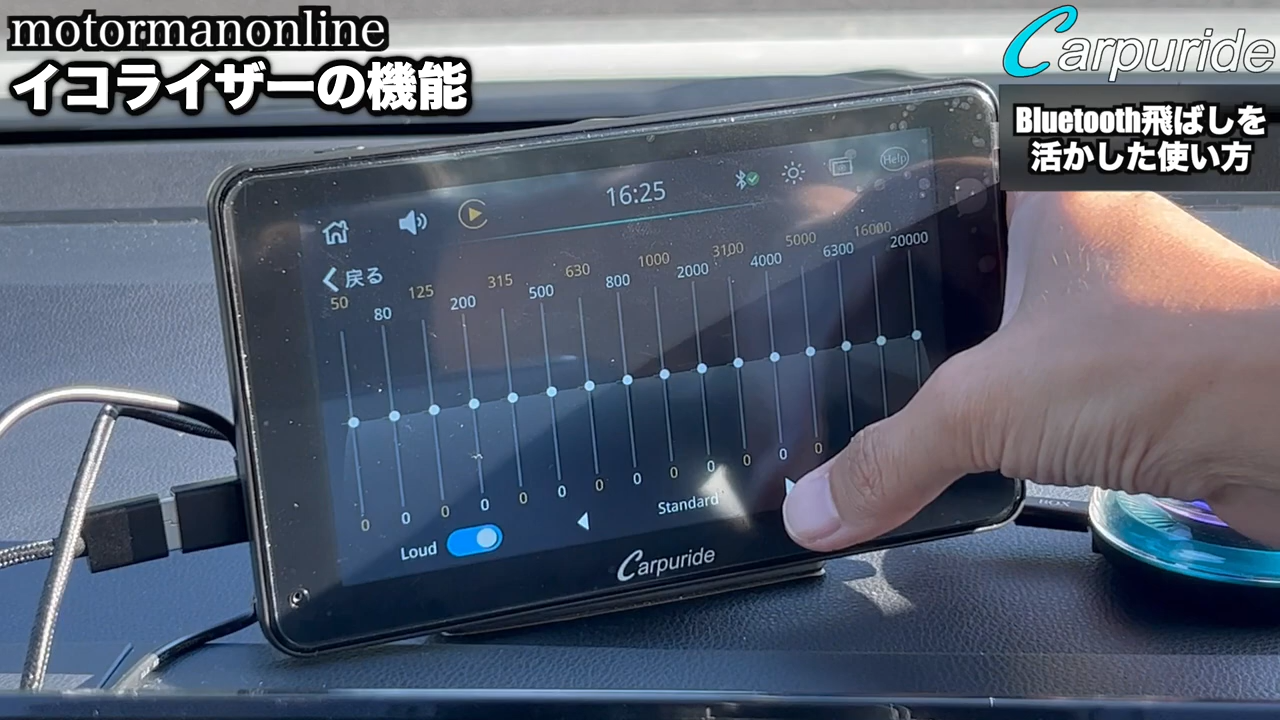 motormanonline
イコライザーの機能
Carpuride
Bluetooth飛ばしを
活かした使い方
16:25
Help
戻る
50 80 125 200 315 500 630 800 1000 2000 3100 4000 5000 6300 16000 20000
0 0 0 0 0 0 0 0 0 0 0 0 0
Loud
Standard
Carpuride
BOX